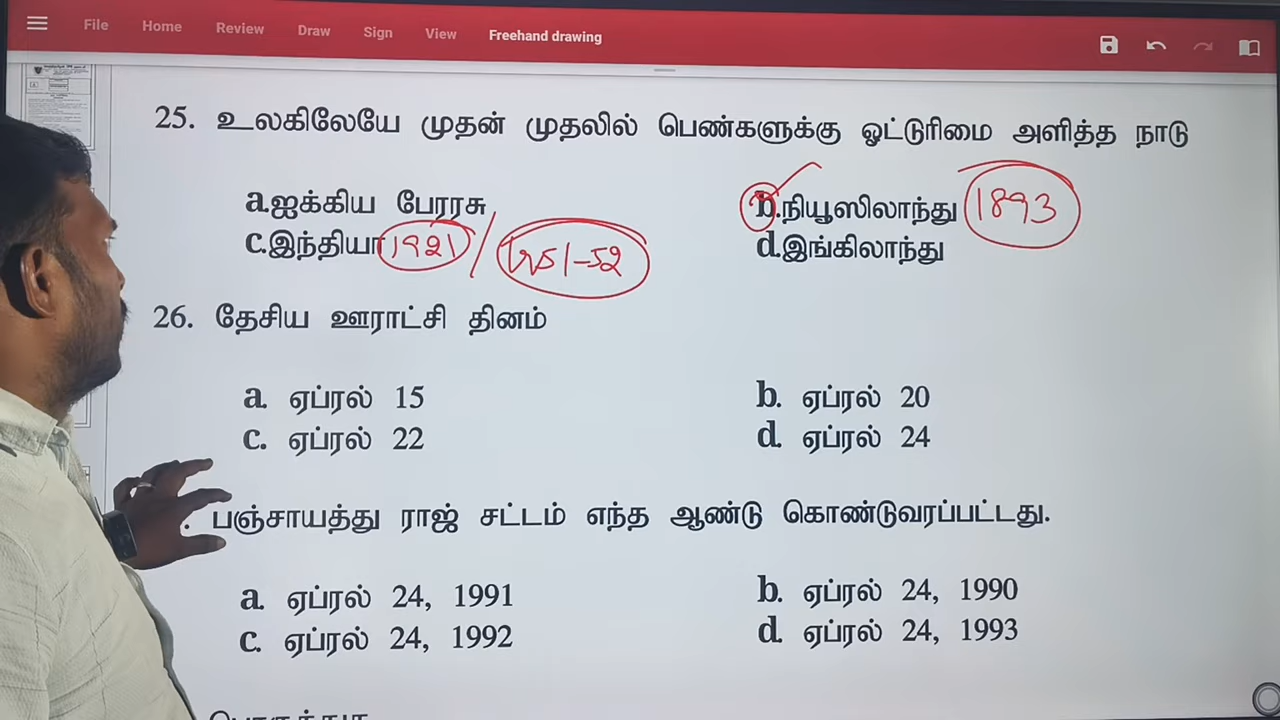 File Home Review Draw Sign View Freehand drawing
25. உலகிலேயே முதன் முதலில் பெண்களுக்கு ஓட்டுரிமை அளித்த நாடு
a.ஐக்கிய பேரரசு b.நியூஸிலாந்து 1893
c.இந்தியா 1921 / 1951-52 d.இங்கிலாந்து
26. தேசிய ஊராட்சி தினம்
a. ஏப்ரல் 15 b. ஏப்ரல் 20
c. ஏப்ரல் 22 d. ஏப்ரல் 24
. பஞ்சாயத்து ராஜ் சட்டம் எந்த ஆண்டு கொண்டுவரப்பட்டது.
a. ஏப்ரல் 24, 1991 b. ஏப்ரல் 24, 1990
c. ஏப்ரல் 24, 1992 d. ஏப்ரல் 24, 1993